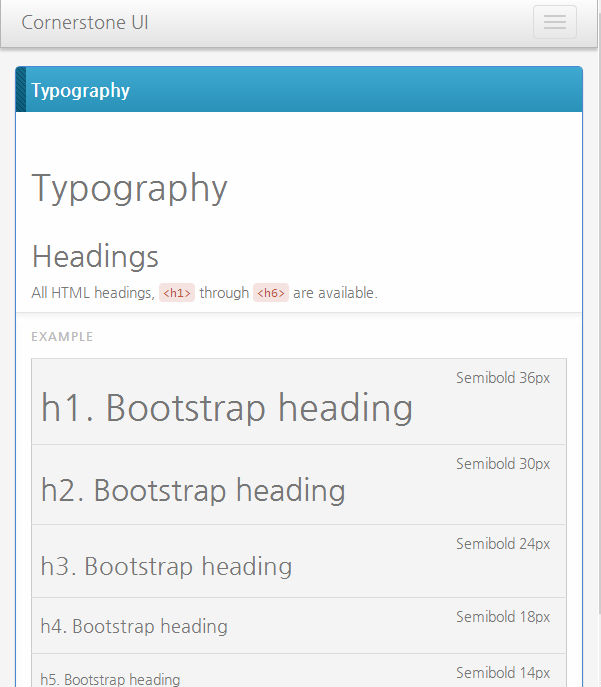 Cornerstone UI
Typography
Typography
Headings
All HTML headings, <h1> through <h6> are available.
EXAMPLE
h1. Bootstrap heading
Semibold 36px
h2. Bootstrap heading
Semibold 30px
h3. Bootstrap heading
Semibold 24px
h4. Bootstrap heading
Semibold 18px
h5. Bootstrap heading
Semibold 14px